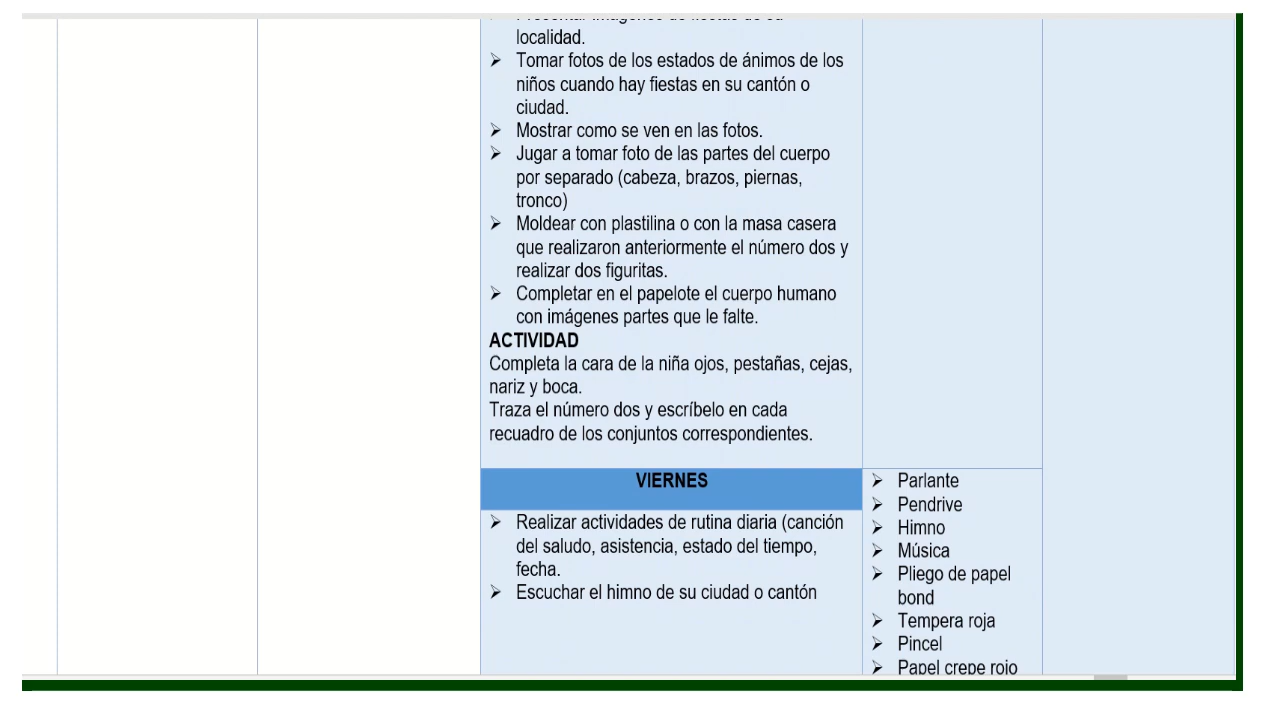 localidad.
➢ Tomar fotos de los estados de ánimos de los
niños cuando hay fiestas en su cantón o
ciudad.
➢ Mostrar como se ven en las fotos.
➢ Jugar a tomar foto de las partes del cuerpo
por separado (cabeza, brazos, piernas,
tronco)
➢ Moldear con plastilina o con la masa casera
que realizaron anteriormente el número dos y
realizar dos figuritas.
➢ Completar en el papelote el cuerpo humano
con imágenes partes que le falte.
ACTIVIDAD
Completa la cara de la niña ojos, pestañas, cejas,
nariz y boca.
Traza el número dos y escríbelo en cada
recuadro de los conjuntos correspondientes.
VIERNES
➢ Realizar actividades de rutina diaria (canción
del saludo, asistencia, estado del tiempo,
fecha.
➢ Escuchar el himno de su ciudad o cantón
➢ Parlante
➢ Pendrive
➢ Himno
➢ Música
➢ Pliego de papel
bond
➢ Tempera roja
➢ Pincel
➢ Papel crepe rojo